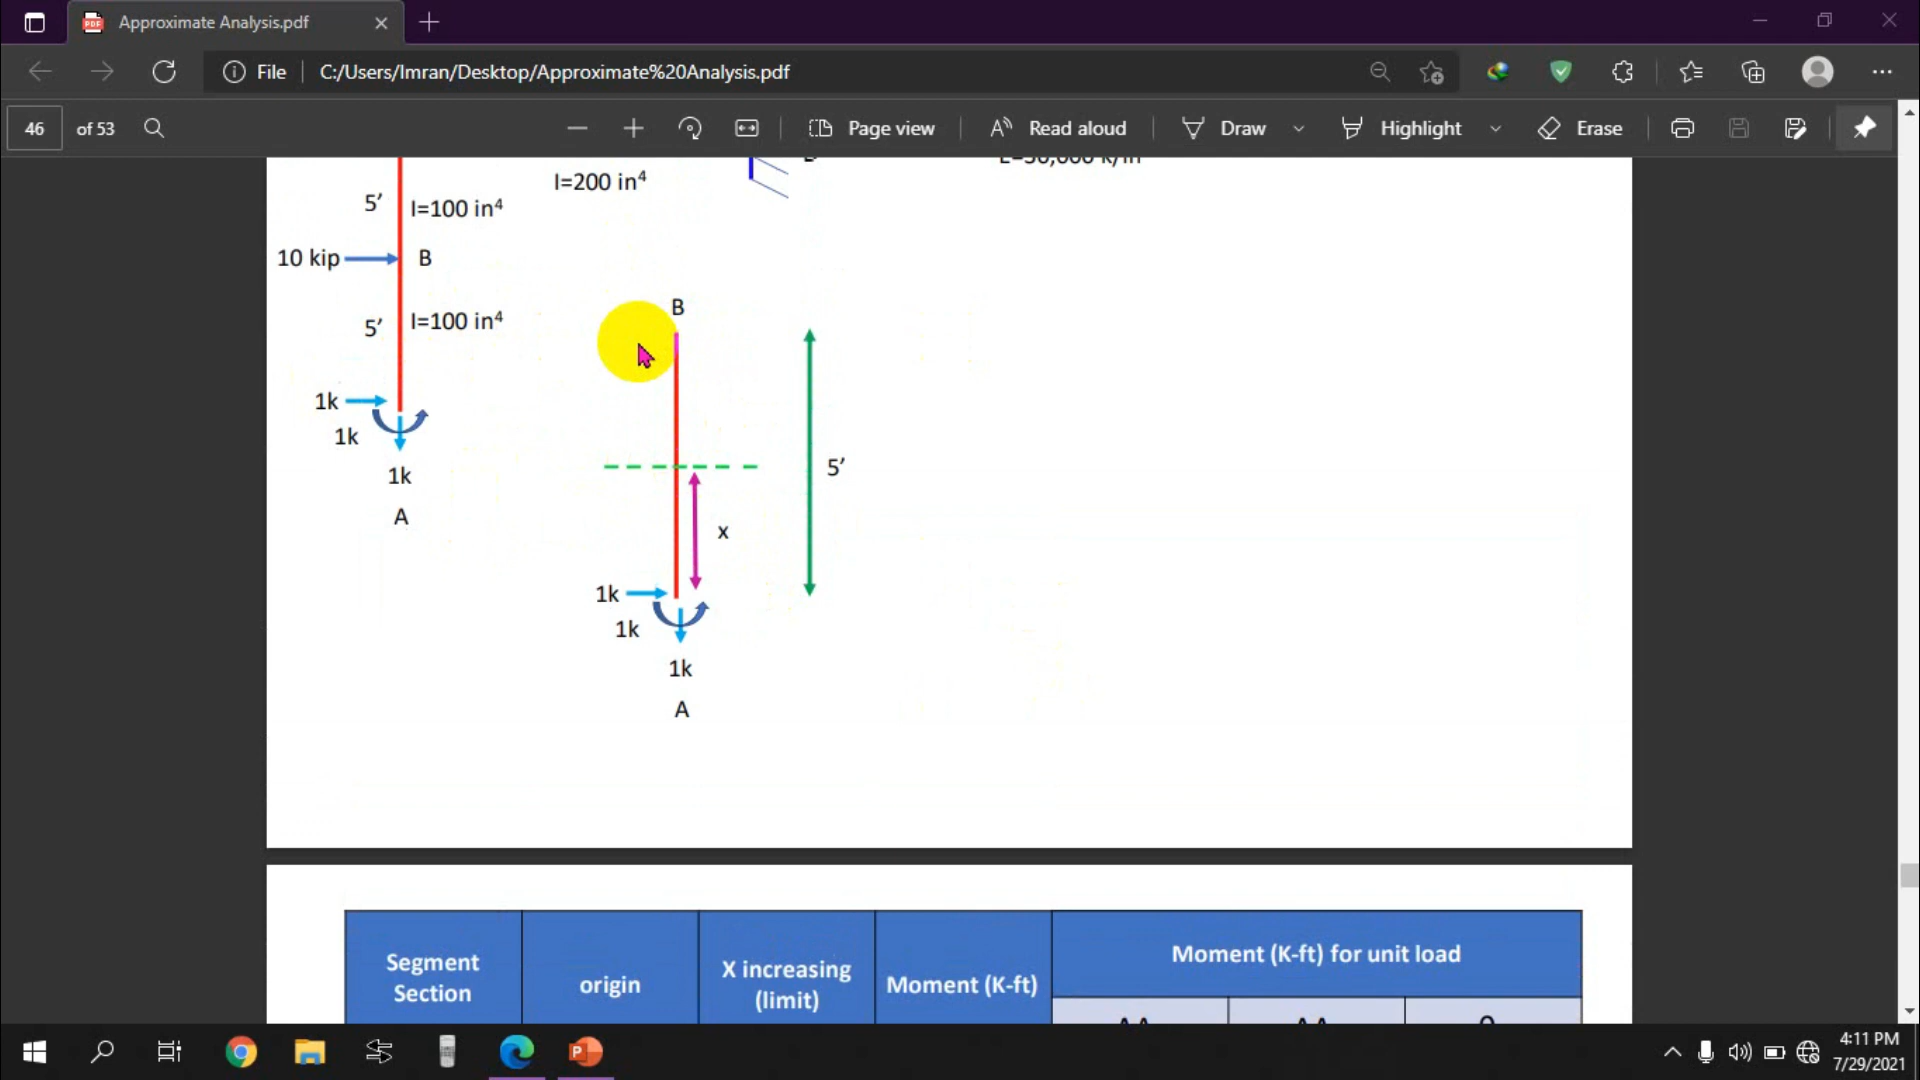 Approximate Analysis.pdf
File
C:/Users/Imran/Desktop/Approximate%20Analysis.pdf
46 of 53
Page view
Read aloud
Draw
Highlight
Erase
I=200 in⁴
5’ I=100 in⁴
10 kip B
5’ I=100 in⁴
1k
1k
1k
A
B
5’
x
1k
1k
1k
A
Segment Section
origin
X increasing (limit)
Moment (K-ft)
Moment (K-ft) for unit load
4:11 PM
7/29/2021